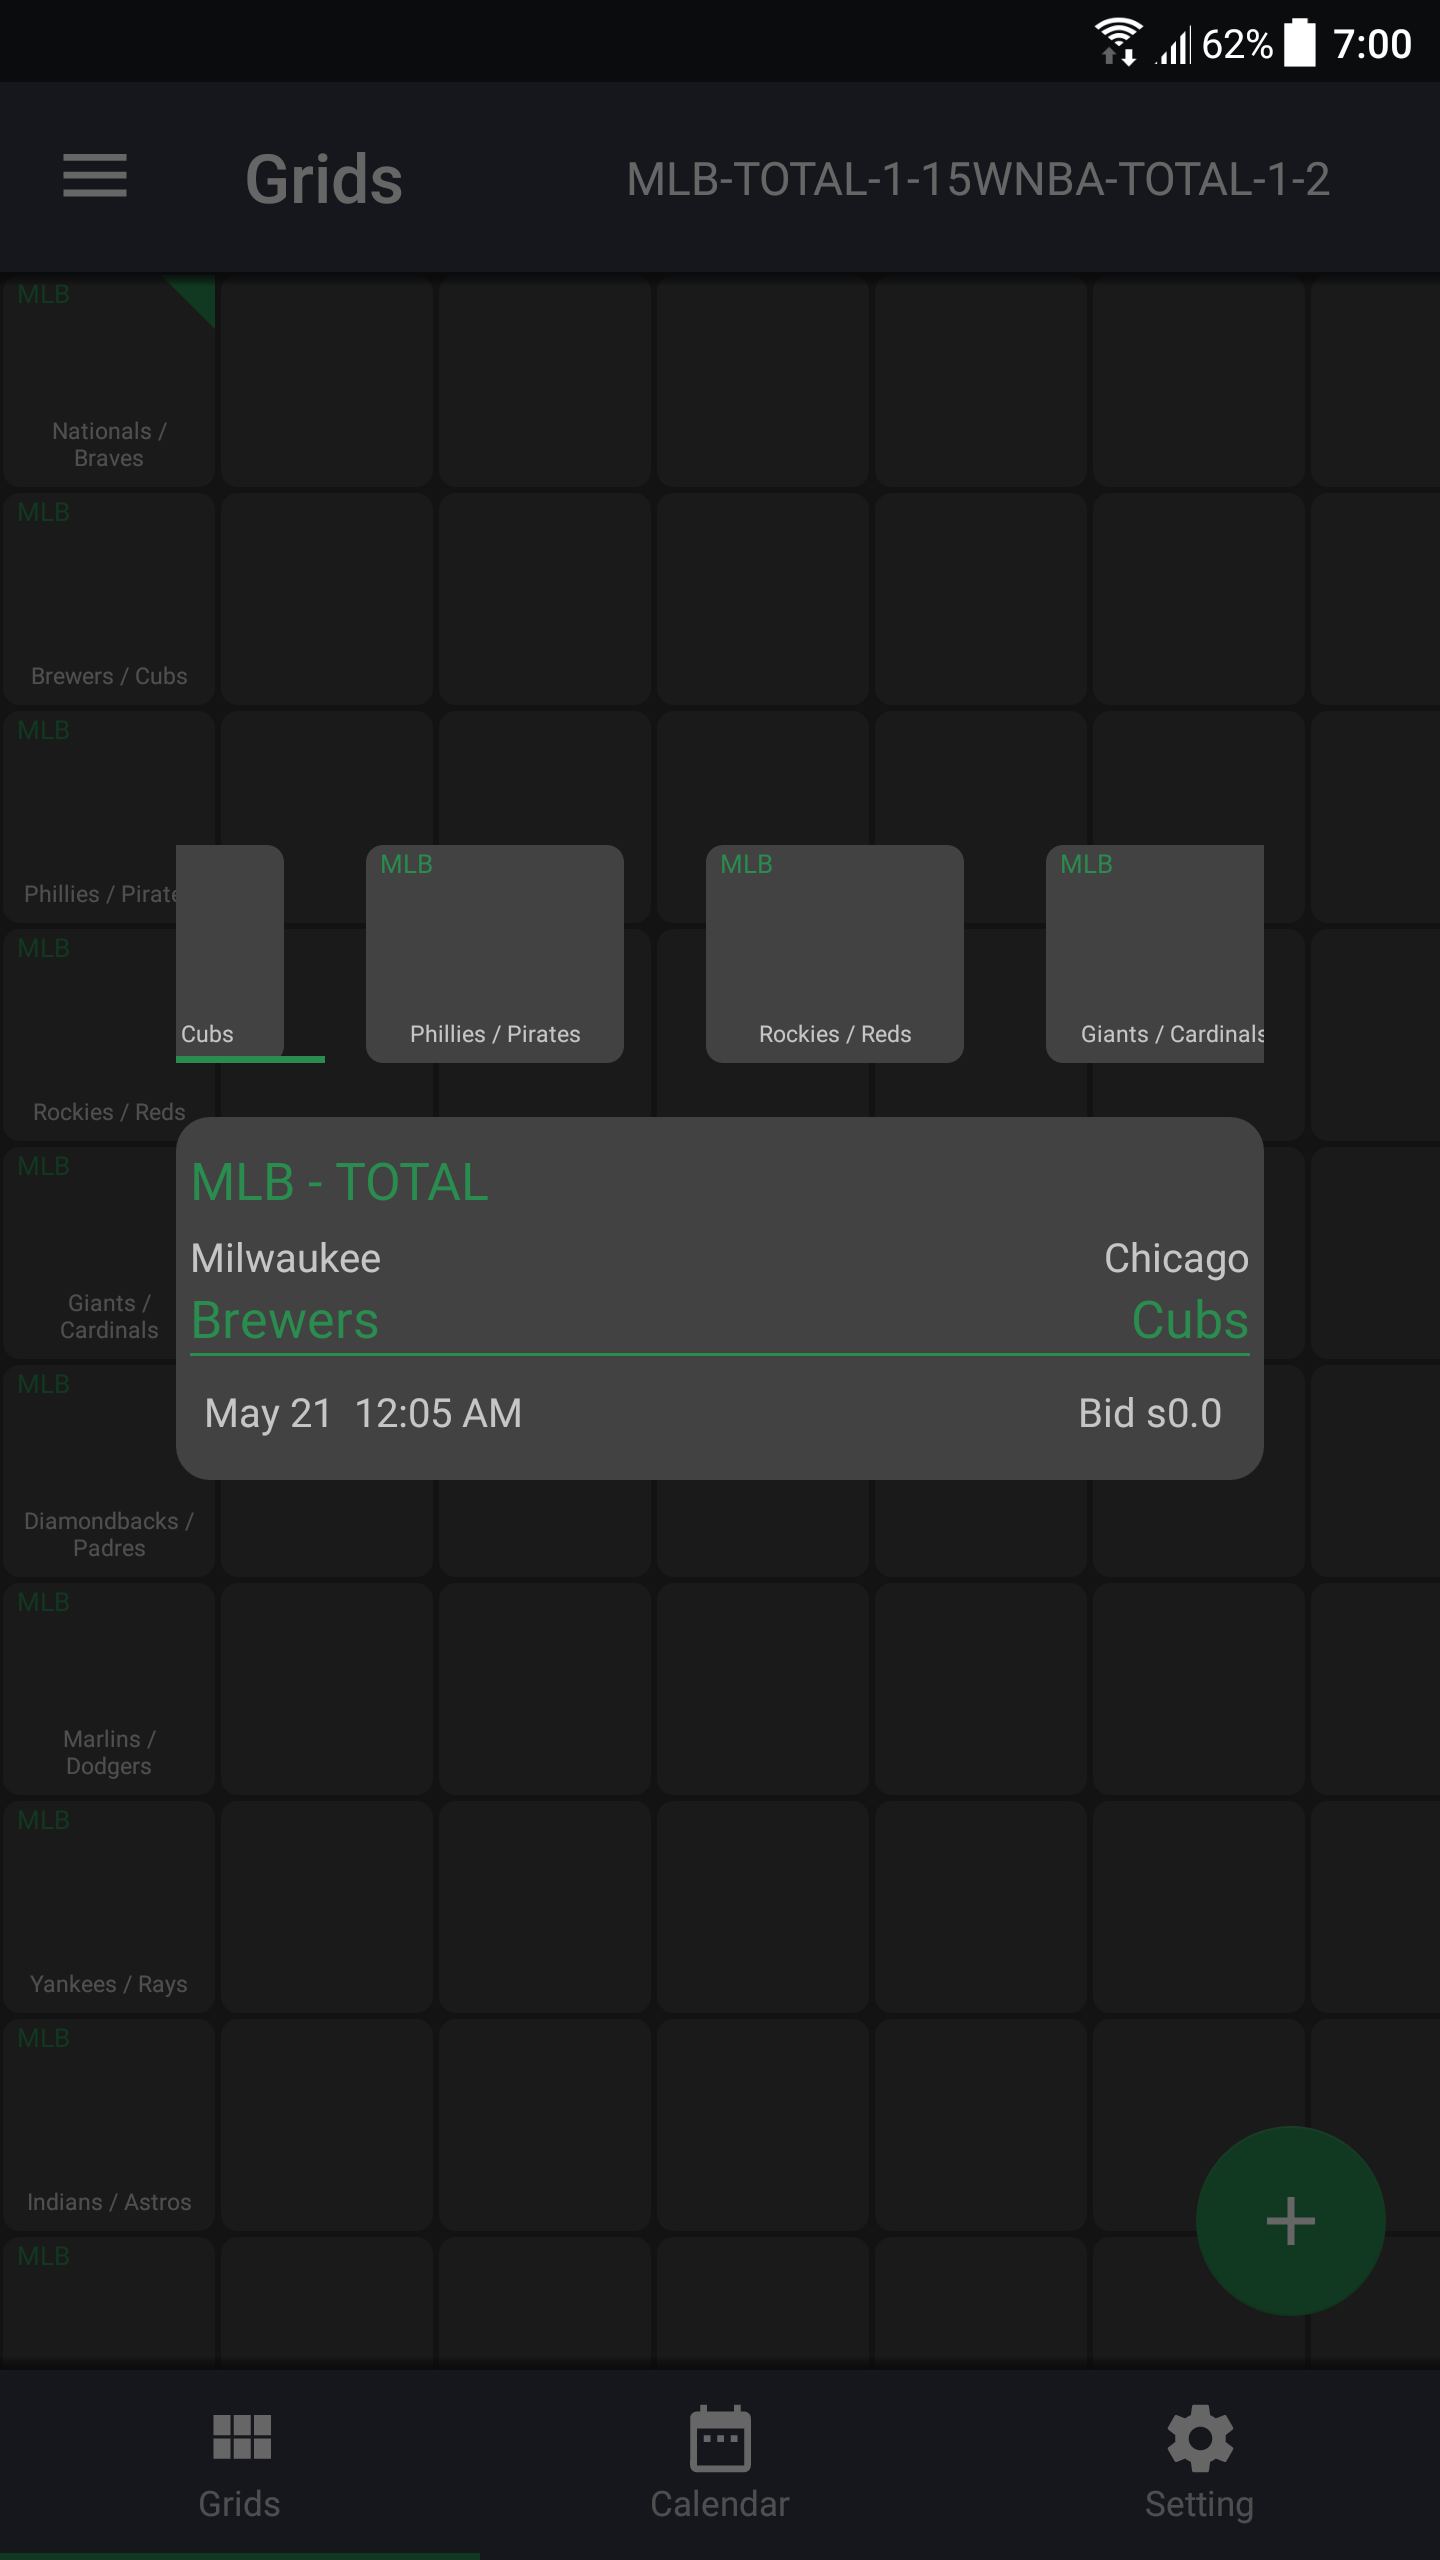 62% 7:00
Grids MLB-TOTAL-1-15WNBA-TOTAL-1-2
MLB
Nationals /
Braves
MLB
Brewers / Cubs
MLB
Phillies / Pirate
MLB
Rockies / Reds
MLB
Giants /
Cardinals
MLB
Diamondbacks /
Padres
MLB
Marlins /
Dodgers
MLB
Yankees / Rays
MLB
Indians / Astros
MLB
Cubs
MLB
Phillies / Pirates
MLB
Rockies / Reds
MLB
Giants / Cardinals
MLB - TOTAL
Milwaukee Chicago
Brewers Cubs
May 21 12:05 AM Bid s0.0
Grids Calendar Setting